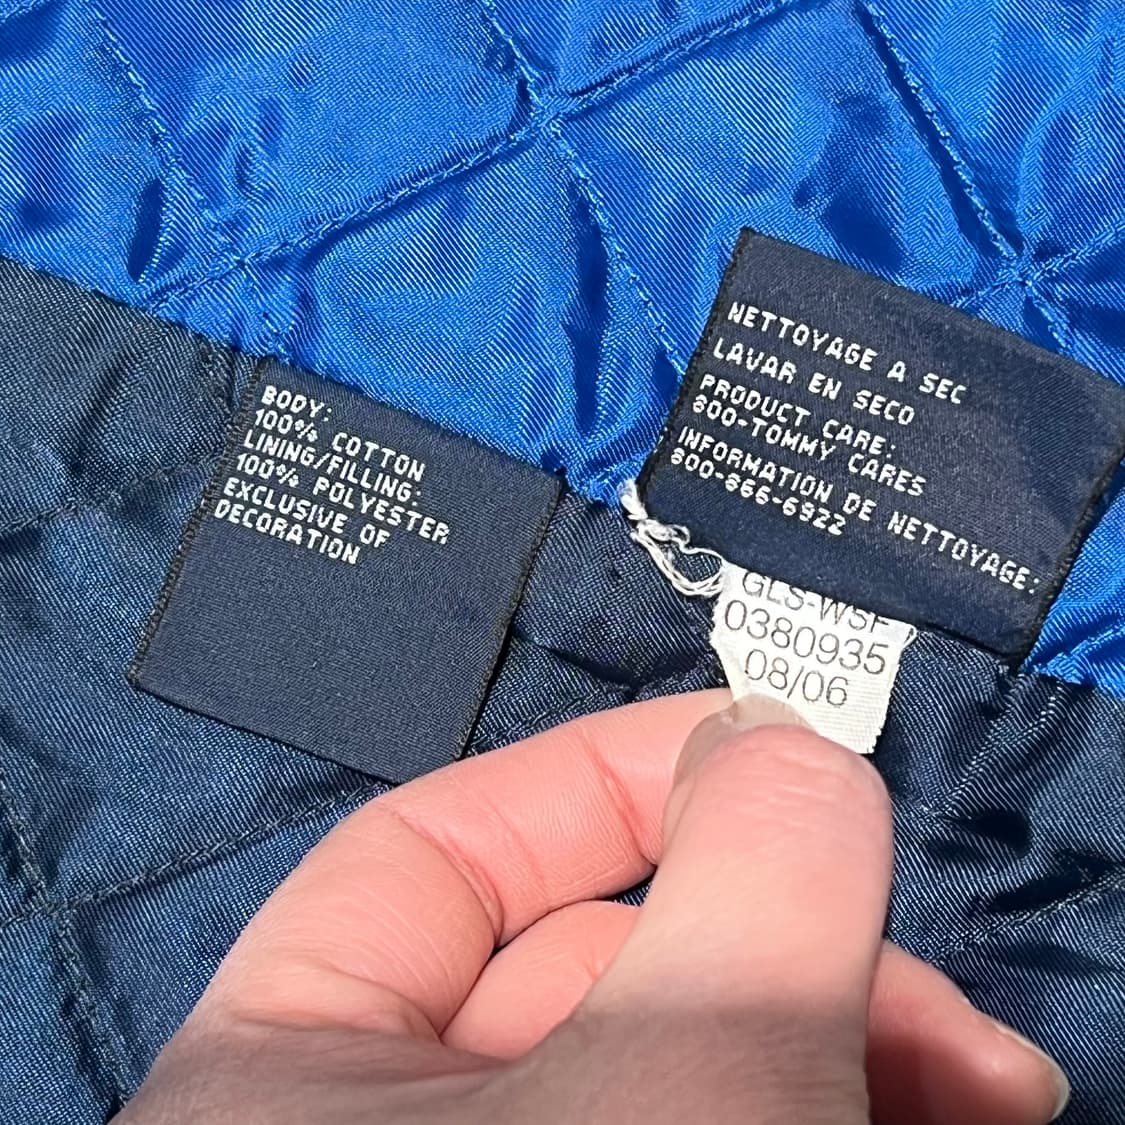 BODY:
100% COTTON
LINING/FILLING:
100% POLYESTER
EXCLUSIVE OF
DECORATION
NETTOYAGE A SEC
LAVAR EN SECO
PRODUCT CARE:
800-TOMMY CARES
INFORMATION DE NETTOYAGE:
800-866-6922
GLS-WSF
0380935
08/06